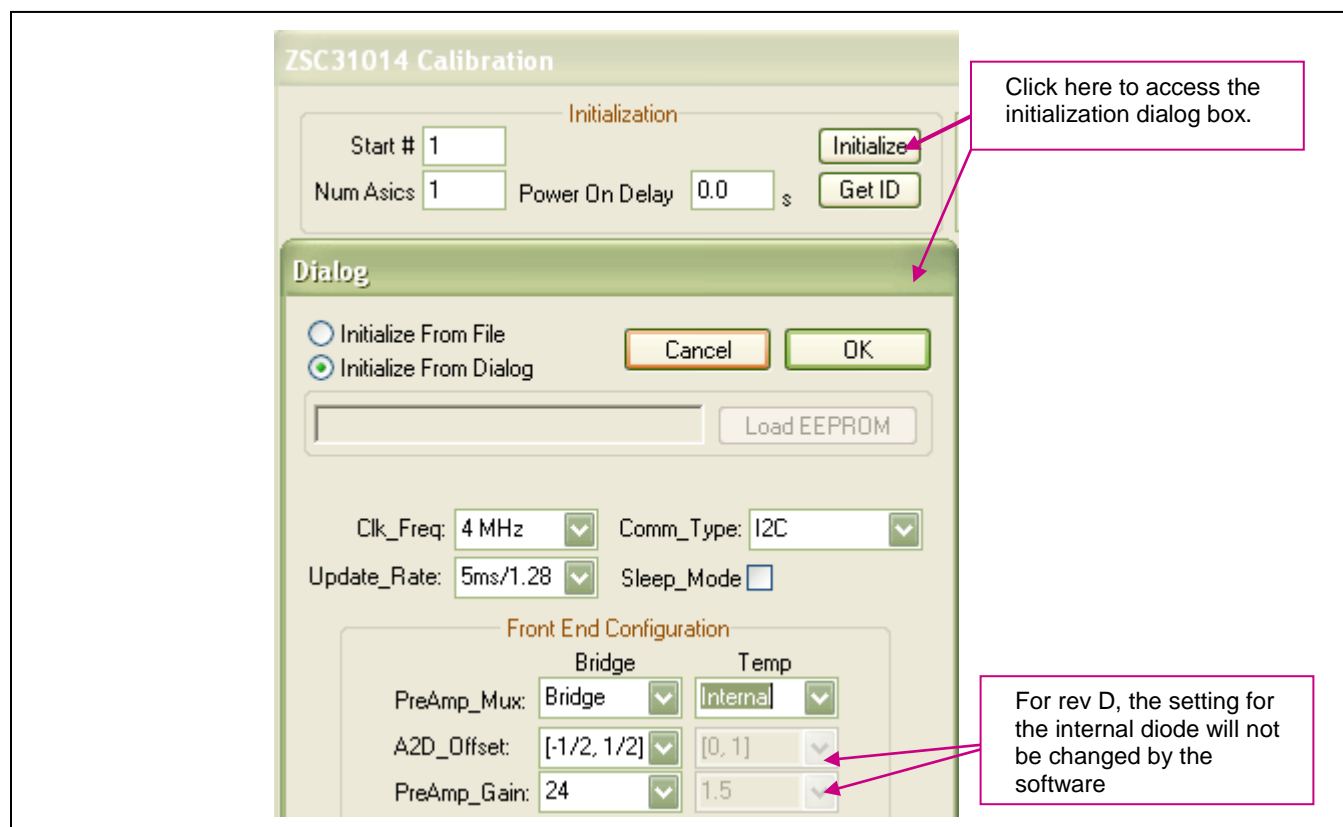 ZSC31014 Calibration
Click here to access the
initialization dialog box.
Initialization
Start # 1
Initialize
Num Asics 1 Power On Delay 0.0 s Get ID
Dialog
Initialize From File
Initialize From Dialog
Cancel OK
Load EEPROM
Clk_Freq: 4 MHz Comm_Type: I2C
Update_Rate: 5ms/1.28 Sleep_Mode
Front End Configuration
Bridge Temp
PreAmp_Mux: Bridge Internal
A2D_Offset: [-1/2, 1/2] [0, 1]
PreAmp_Gain: 24 1.5
For rev D, the setting for
the internal diode will not
be changed by the
software